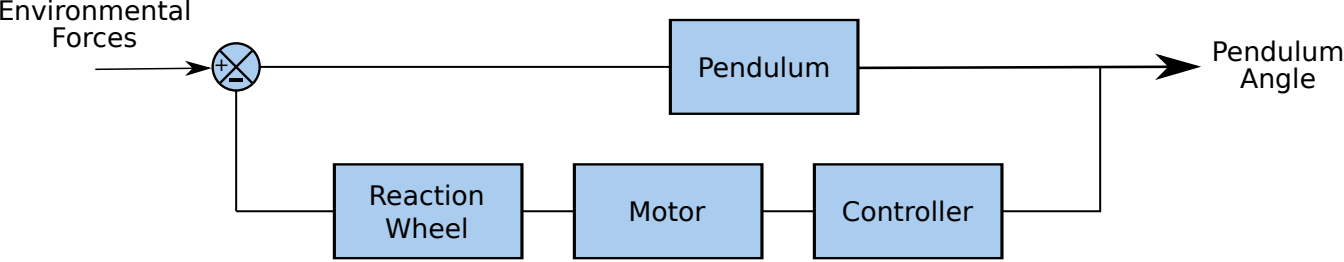 Environmental
Forces
+
−
Pendulum
Pendulum
Angle
Reaction
Wheel
Motor
Controller